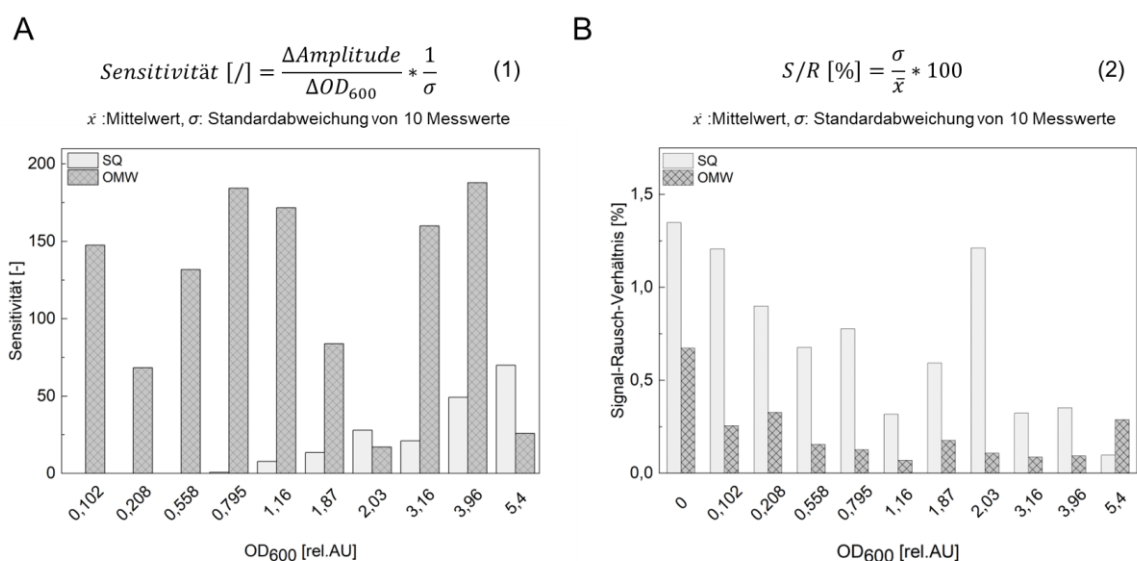 A
Sensitivität [/] = ΔAmplitude / ΔOD600 * 1 / σ (1)
ẋ :Mittelwert, σ: Standardabweichung von 10 Messwerte
SQ
OMW
200
150
100
50
0
Sensitivität [-]
0,102 0,208 0,558 0,795 1,16 1,87 2,03 3,16 3,96 5,4
OD600 [rel.AU]
B
S/R [%] = σ / x̄ * 100 (2)
ẋ :Mittelwert, σ: Standardabweichung von 10 Messwerte
SQ
OMW
1,5
1,0
0,5
0,0
Signal-Rausch-Verhältnis [%]
0 0,102 0,208 0,558 0,795 1,16 1,87 2,03 3,16 3,96 5,4
OD600 [rel.AU]